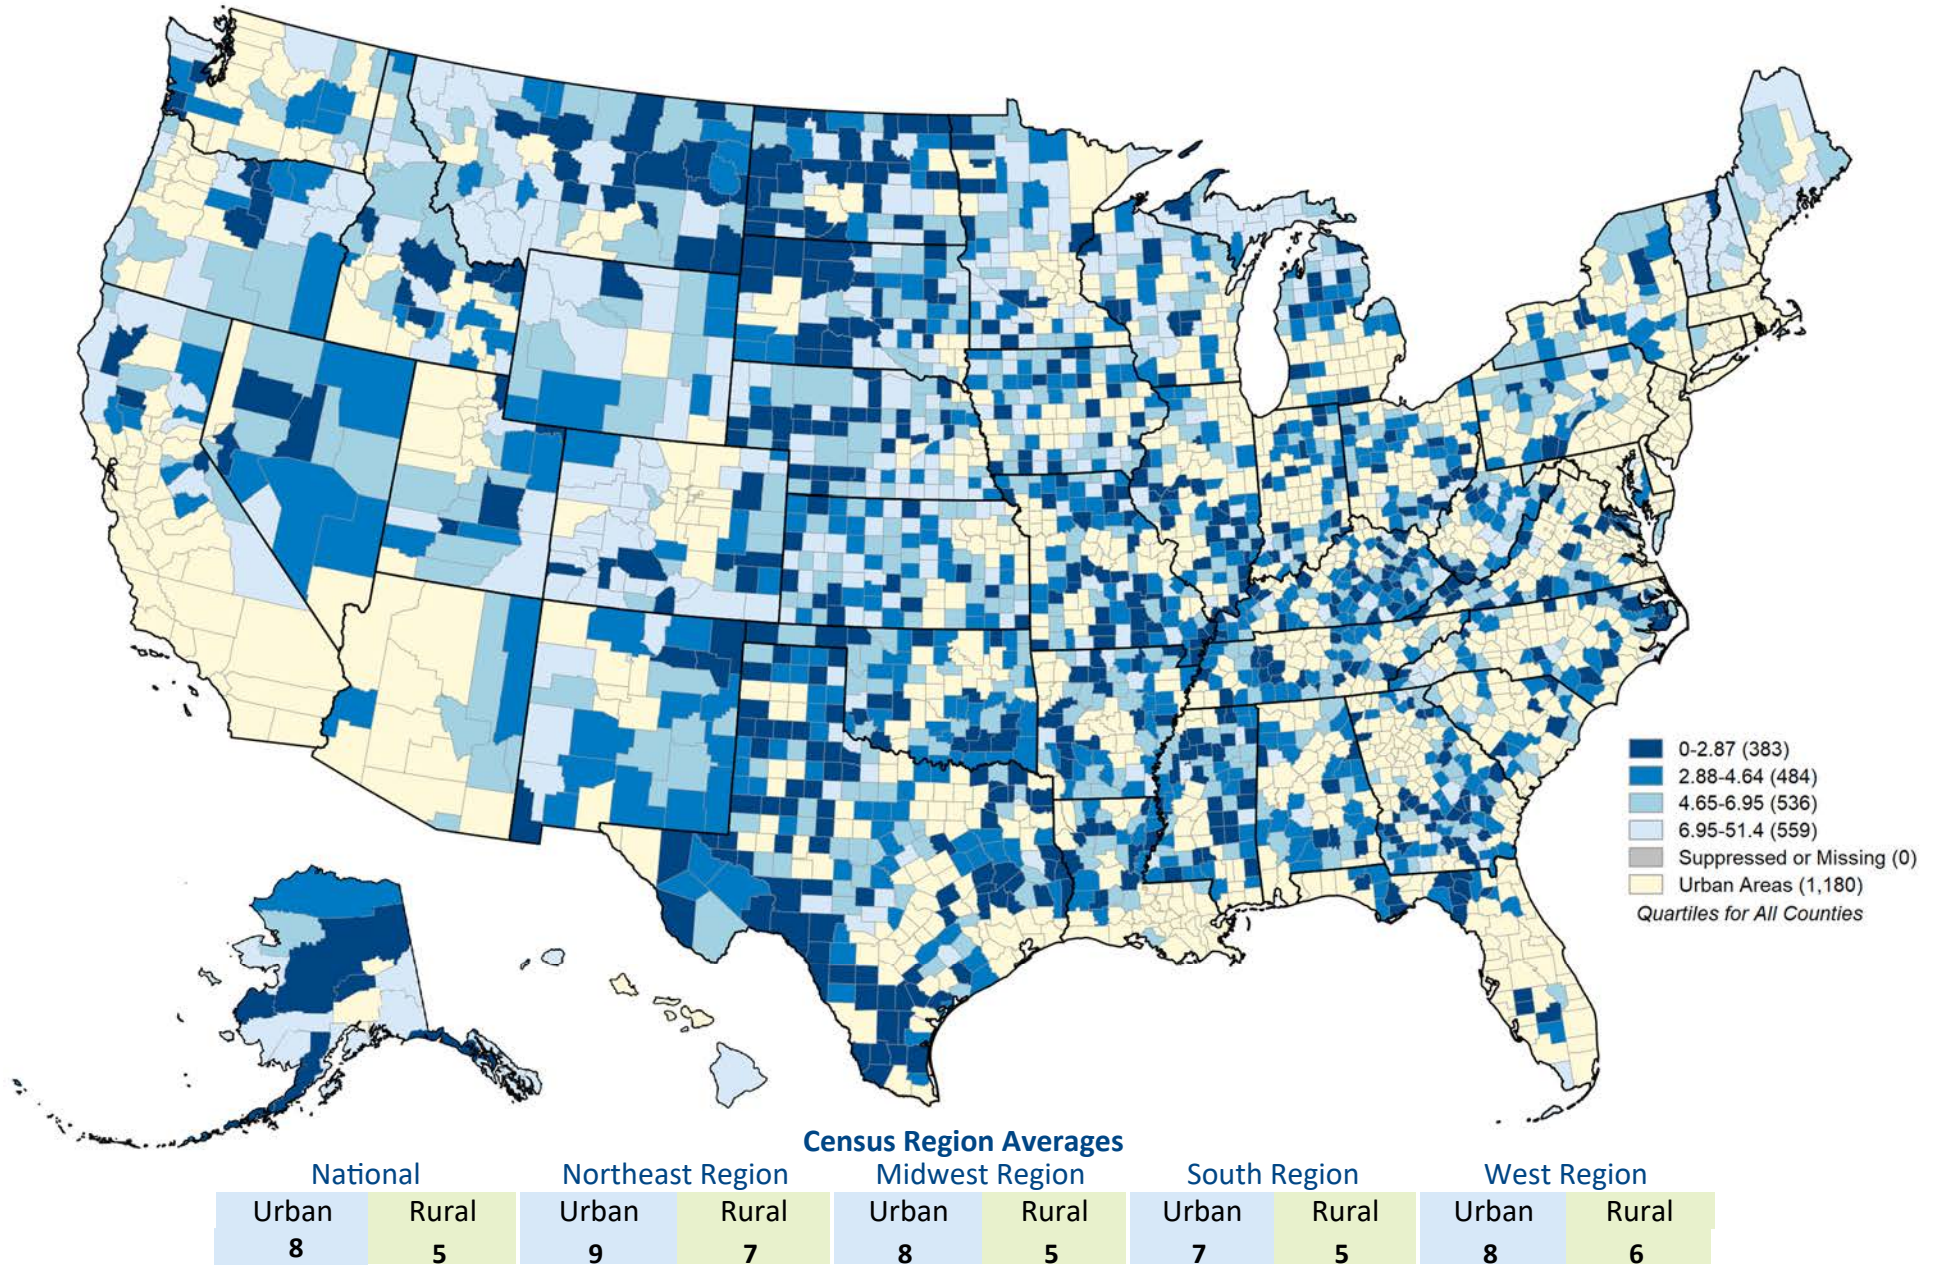 0-2.87 (383)
2.88-4.64 (484)
4.65-6.95 (536)
6.95-51.4 (559)
Suppressed or Missing (0)
Urban Areas (1,180)
Quartiles for All Counties
Census Region Averages
National Northeast Region Midwest Region South Region West Region
Urban Rural Urban Rural Urban Rural Urban Rural Urban Rural
8 5 9 7 8 5 7 5 8 6